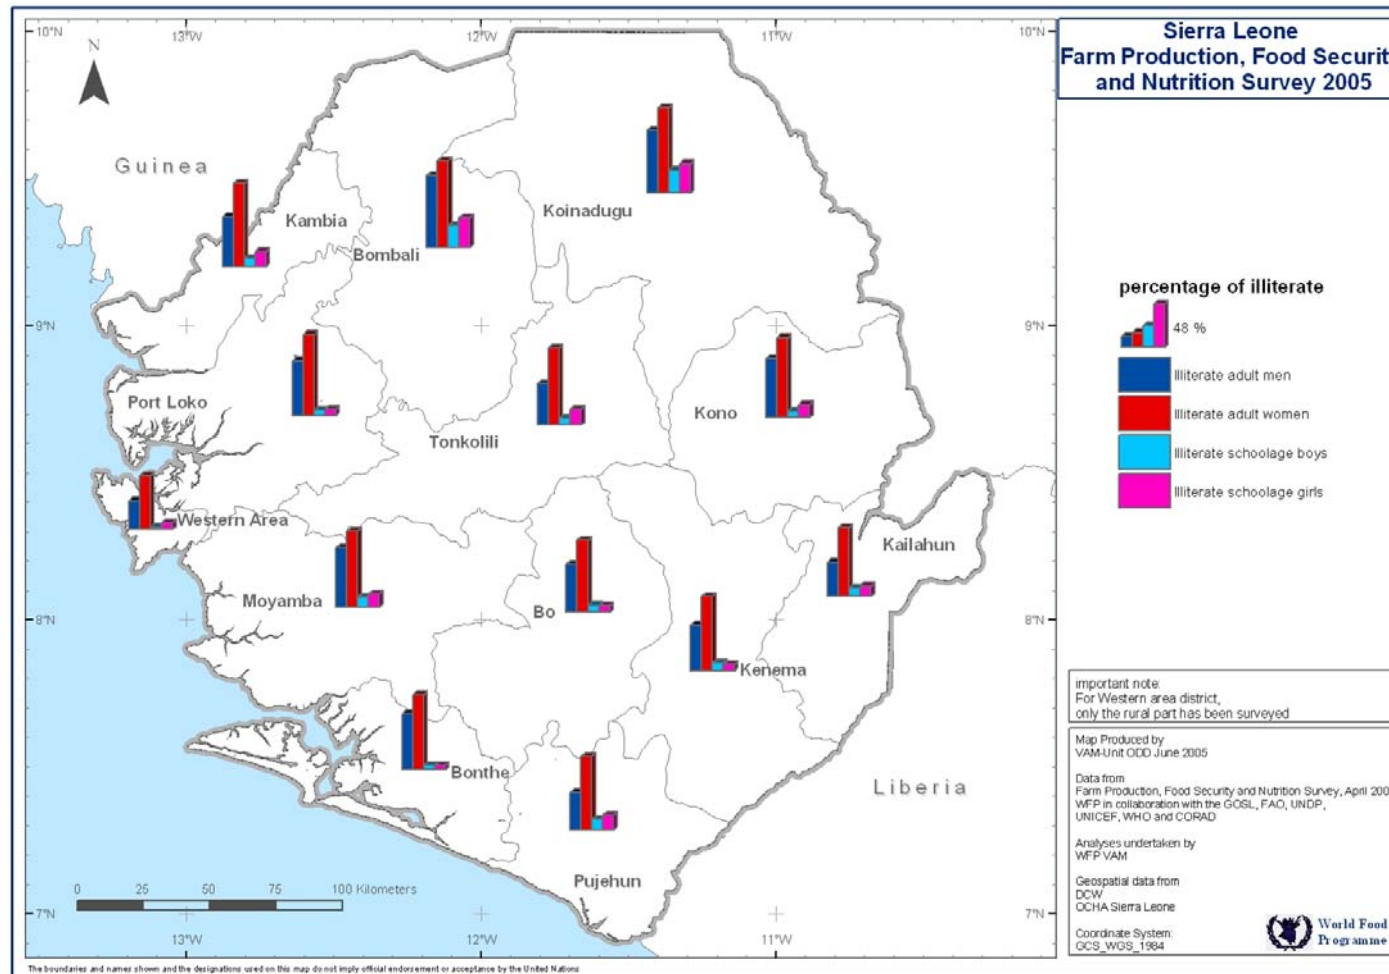 Sierra Leone
Farm Production, Food Securit
and Nutrition Survey 2005
10°N
13°W
12°W
11°W
10°N
N
Guinea
Kambia
Koinadugu
Bombali
9°N
9°N
Port Loko
Kono
Tonkolili
Western Area
Kailahun
Moyamba
Bo
8°N
8°N
Kenema
Bonthe
Liberia
Pujehun
0 25 50 75 100 Kilometers
7°N
7°N
13°W
12°W
11°W
percentage of illiterate
48 %
Illiterate adult men
Illiterate adult women
Illiterate schoolage boys
Illiterate schoolage girls
important note:
For Western area district,
only the rural part has been surveyed
Map Produced by
VAM-Unit ODD June 2005
Data from
Farm Production, Food Security and Nutrition Survey, April 200
WFP in collaboration with the GOSL, FAO, UNDP,
UNICEF, WHO and CORAD
Analyses undertaken by
WFP VAM
Geospatial data from
DCW
OCHA Sierra Leone
Coordinate System:
GCS_WGS_1984
World Food
Programme
The boundaries and names shown and the designations used on this map do not imply official endorsement or acceptance by the United Nations